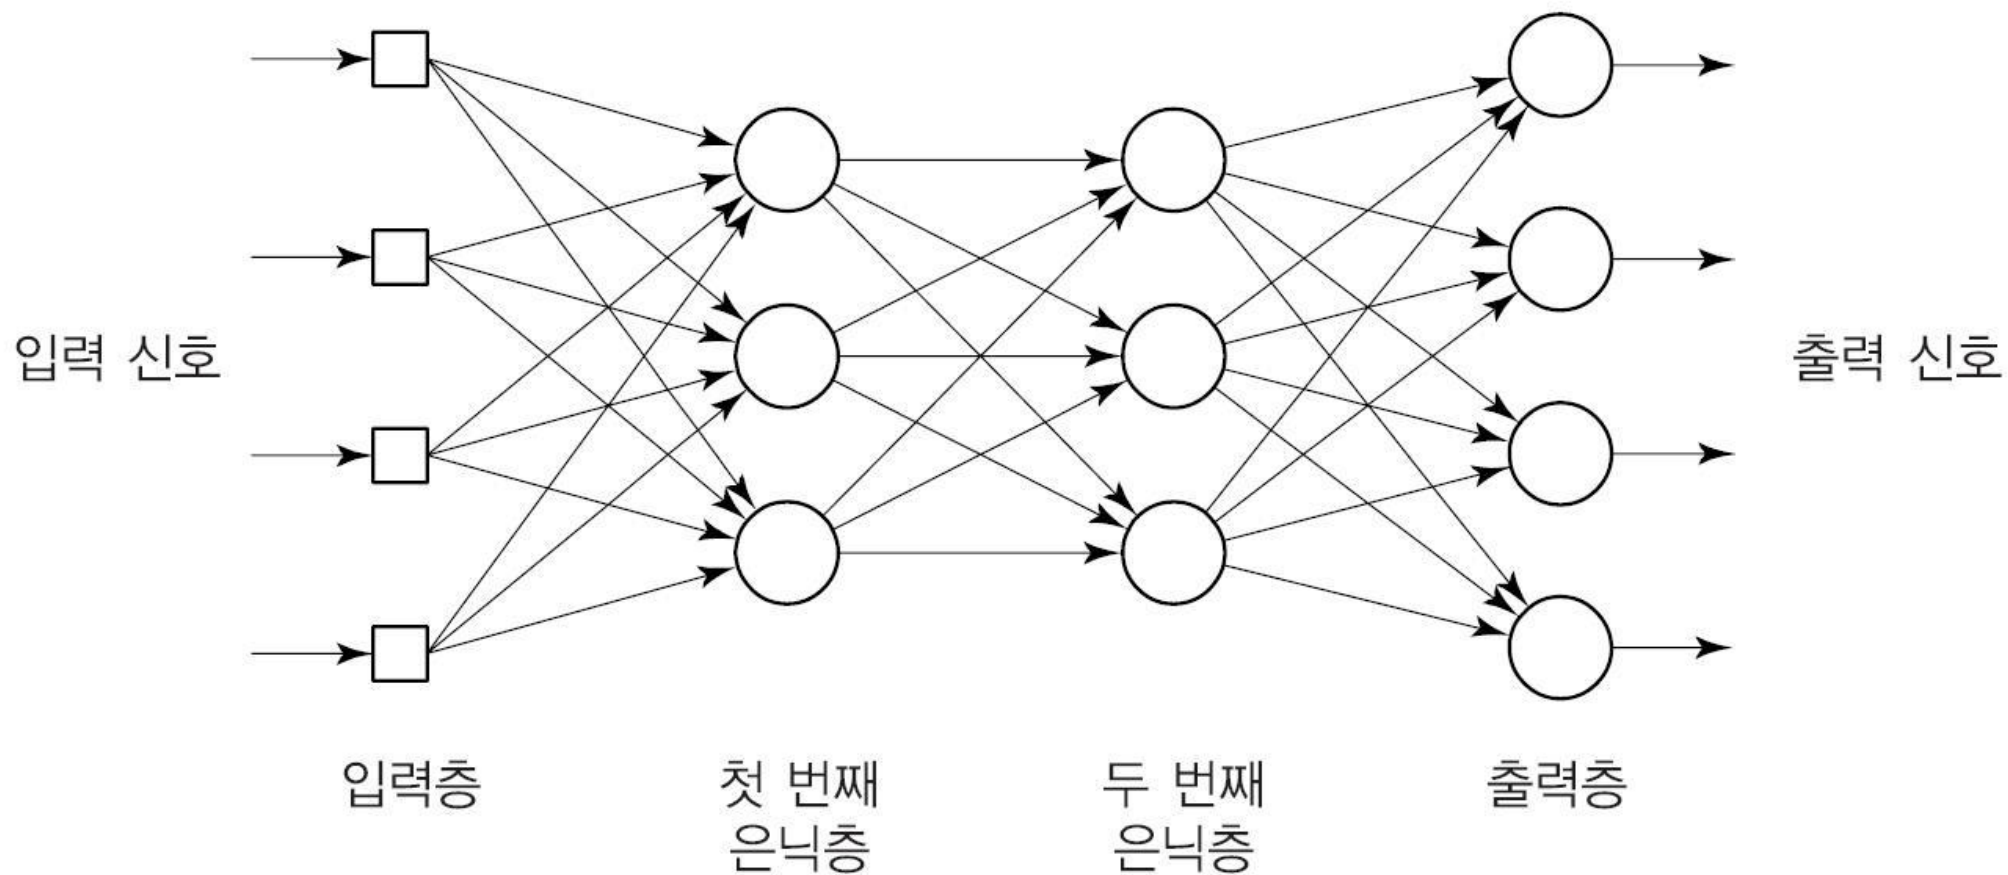 입력 신호
출력 신호
입력층
첫 번째
은닉층
두 번째
은닉층
출력층